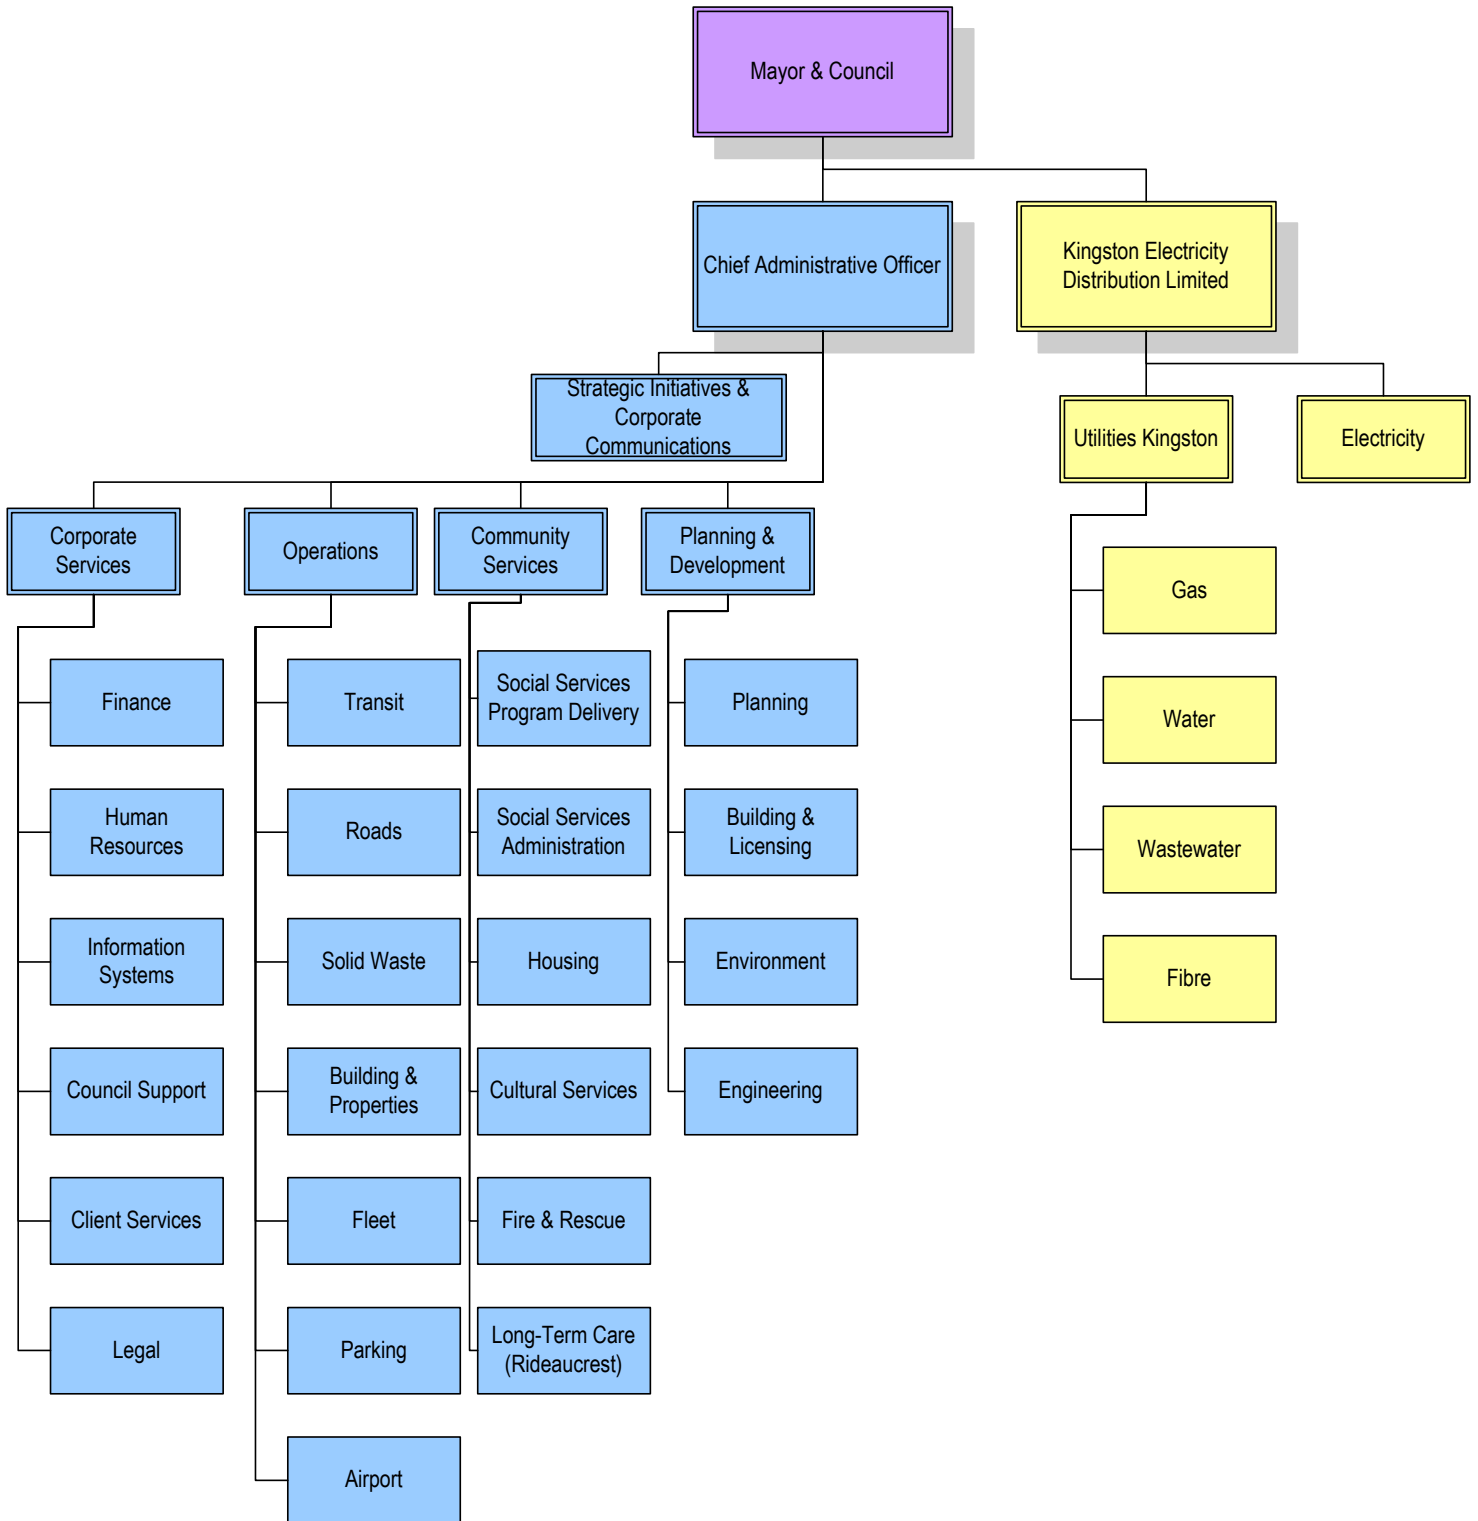 Mayor & Council
Chief Administrative Officer
Kingston Electricity
Distribution Limited
Strategic Initiatives &
Corporate
Communications
Utilities Kingston
Electricity
Corporate
Services
Operations
Community
Services
Planning &
Development
Finance
Human
Resources
Information
Systems
Council Support
Client Services
Legal
Transit
Roads
Solid Waste
Building &
Properties
Fleet
Parking
Airport
Social Services
Program Delivery
Social Services
Administration
Housing
Cultural Services
Fire & Rescue
Long-Term Care
(Rideaucrest)
Planning
Building &
Licensing
Environment
Engineering
Gas
Water
Wastewater
Fibre